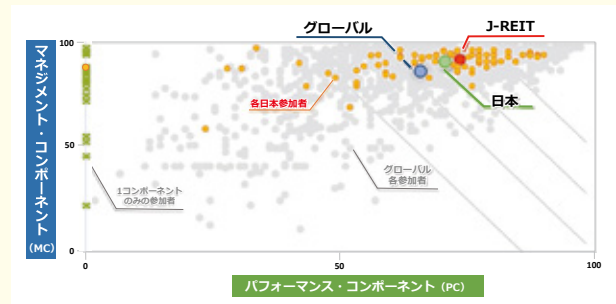 グローバル
J-REIT
100
各日本参加者
日本
マネジメント・コンポーネント
(MC)
50
1コンポーネント
のみの参加者
グローバル
各参加者
0
0
50
100
パフォーマンス・コンポーネント (PC)